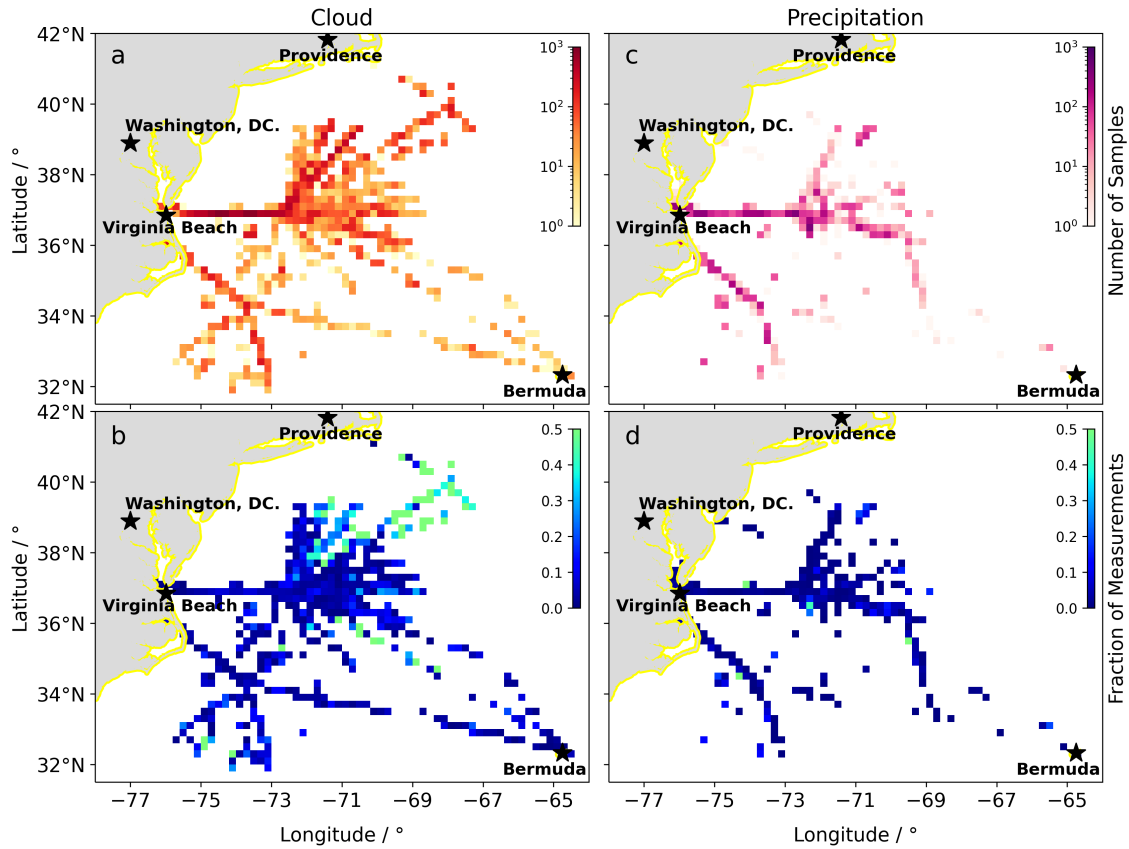 Cloud
Precipitation
a
Providence
Washington, DC.
Virginia Beach
Bermuda
10³
10²
10¹
10⁰
42°N
40°N
38°N
36°N
34°N
32°N
Latitude / °
c
Providence
Washington, DC.
Virginia Beach
Bermuda
10³
10²
10¹
10⁰
Number of Samples
b
Providence
Washington, DC.
Virginia Beach
Bermuda
0.5
0.4
0.3
0.2
0.1
0.0
42°N
40°N
38°N
36°N
34°N
32°N
Latitude / °
−77 −75 −73 −71 −69 −67 −65
Longitude / °
d
Providence
Washington, DC.
Virginia Beach
Bermuda
0.5
0.4
0.3
0.2
0.1
0.0
Fraction of Measurements
−77 −75 −73 −71 −69 −67 −65
Longitude / °